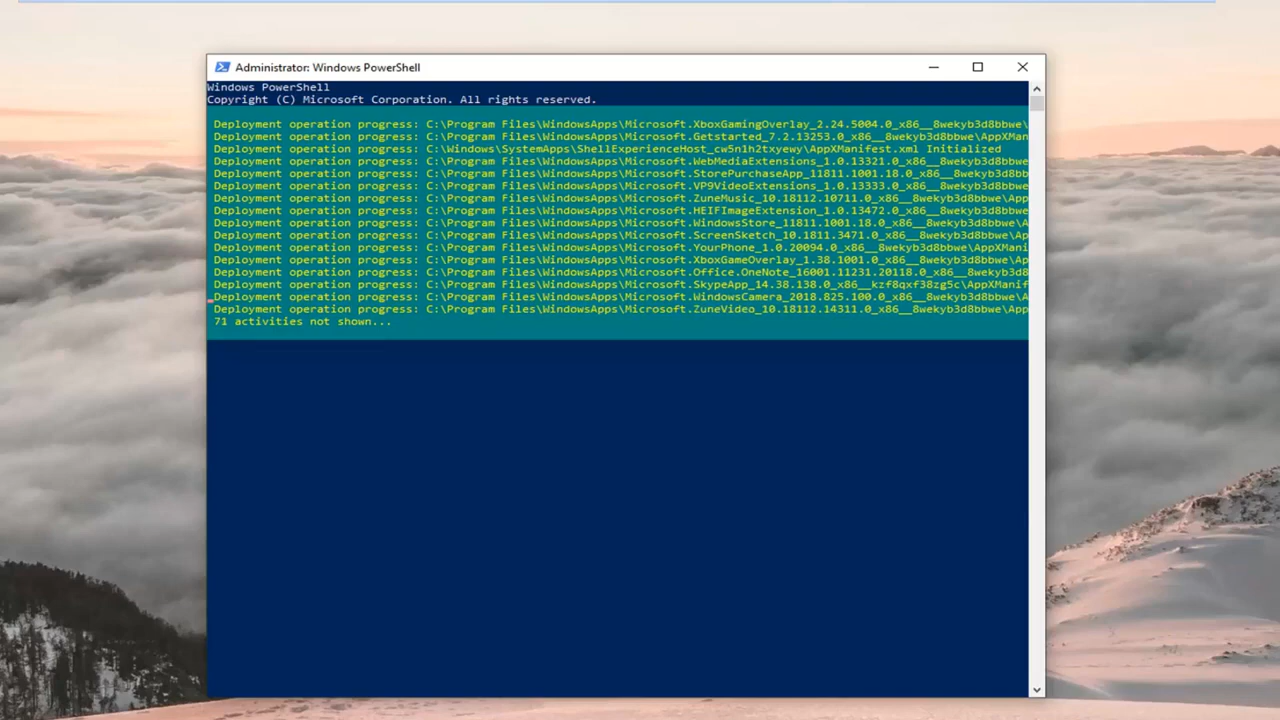 Administrator: Windows PowerShell
Windows PowerShell
Copyright (C) Microsoft Corporation. All rights reserved.
Deployment operation progress: C:\Program Files\WindowsApps\Microsoft.XboxGamingOverlay_2.24.5004.0_x86__8wekyb3d8bbwe\
Deployment operation progress: C:\Program Files\WindowsApps\Microsoft.Getstarted_7.2.13253.0_x86__8wekyb3d8bbwe\AppXMan
Deployment operation progress: C:\Windows\SystemApps\ShellExperienceHost_cw5n1h2txyewy\AppXManifest.xml Initialized
Deployment operation progress: C:\Program Files\WindowsApps\Microsoft.WebMediaExtensions_1.0.13321.0_x86__8wekyb3d8bbwe
Deployment operation progress: C:\Program Files\WindowsApps\Microsoft.StorePurchaseApp_11811.1001.18.0_x86__8wekyb3d8bb
Deployment operation progress: C:\Program Files\WindowsApps\Microsoft.VP9VideoExtensions_1.0.13333.0_x86__8wekyb3d8bbwe
Deployment operation progress: C:\Program Files\WindowsApps\Microsoft.ZuneMusic_10.18112.10711.0_x86__8wekyb3d8bbwe\App
Deployment operation progress: C:\Program Files\WindowsApps\Microsoft.HEIFImageExtension_1.0.13472.0_x86__8wekyb3d8bbwe
Deployment operation progress: C:\Program Files\WindowsApps\Microsoft.WindowsStore_11811.1001.18.0_x86__8wekyb3d8bbwe\A
Deployment operation progress: C:\Program Files\WindowsApps\Microsoft.ScreenSketch_10.1811.3471.0_x86__8wekyb3d8bbwe\Ap
Deployment operation progress: C:\Program Files\WindowsApps\Microsoft.YourPhone_1.0.20094.0_x86__8wekyb3d8bbwe\AppXMani
Deployment operation progress: C:\Program Files\WindowsApps\Microsoft.XboxGameOverlay_1.38.1001.0_x86__8wekyb3d8bbwe\Ap
Deployment operation progress: C:\Program Files\WindowsApps\Microsoft.Office.OneNote_16001.11231.20118.0_x86__8wekyb3d8
Deployment operation progress: C:\Program Files\WindowsApps\Microsoft.SkypeApp_14.38.138.0_x86__kzf8qxf38zg5c\AppXManif
Deployment operation progress: C:\Program Files\WindowsApps\Microsoft.WindowsCamera_2018.825.100.0_x86__8wekyb3d8bbwe\A
Deployment operation progress: C:\Program Files\WindowsApps\Microsoft.ZuneVideo_10.18112.14311.0_x86__8wekyb3d8bbwe\App
71 activities not shown...